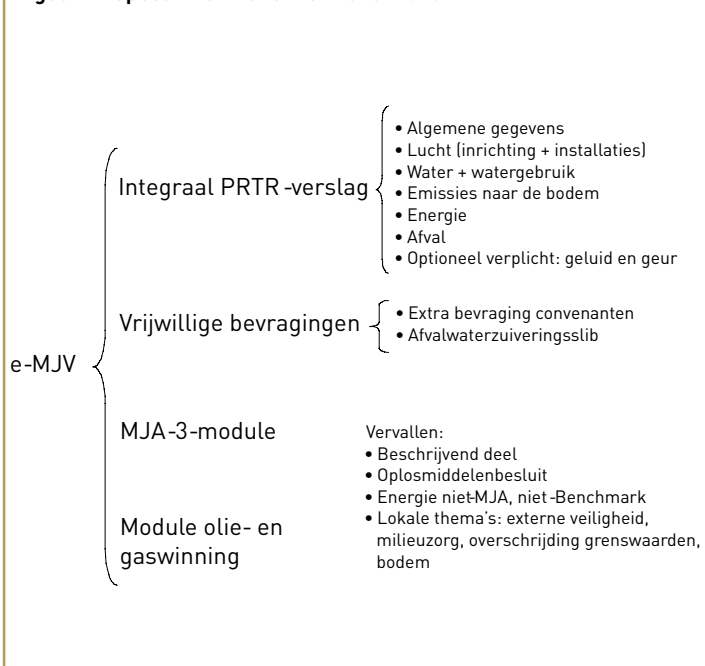 Integraal PRTR-verslag
• Algemene gegevens
• Lucht (inrichting + installaties)
• Water + watergebruik
• Emissies naar de bodem
• Energie
• Afval
• Optioneel verplicht: geluid en geur
Vrijwillige bevragingen
• Extra bevraging convenanten
• Afvalwaterzuiveringsslib
e-MJV
MJA-3-module
Vervallen:
• Beschrijvend deel
• Oplosmiddelenbesluit
• Energie niet-MJA, niet-Benchmark
• Lokale thema's: externe veiligheid,
milieuzorg, overschrijding grenswaarden,
bodem
Module olie- en
gaswinning